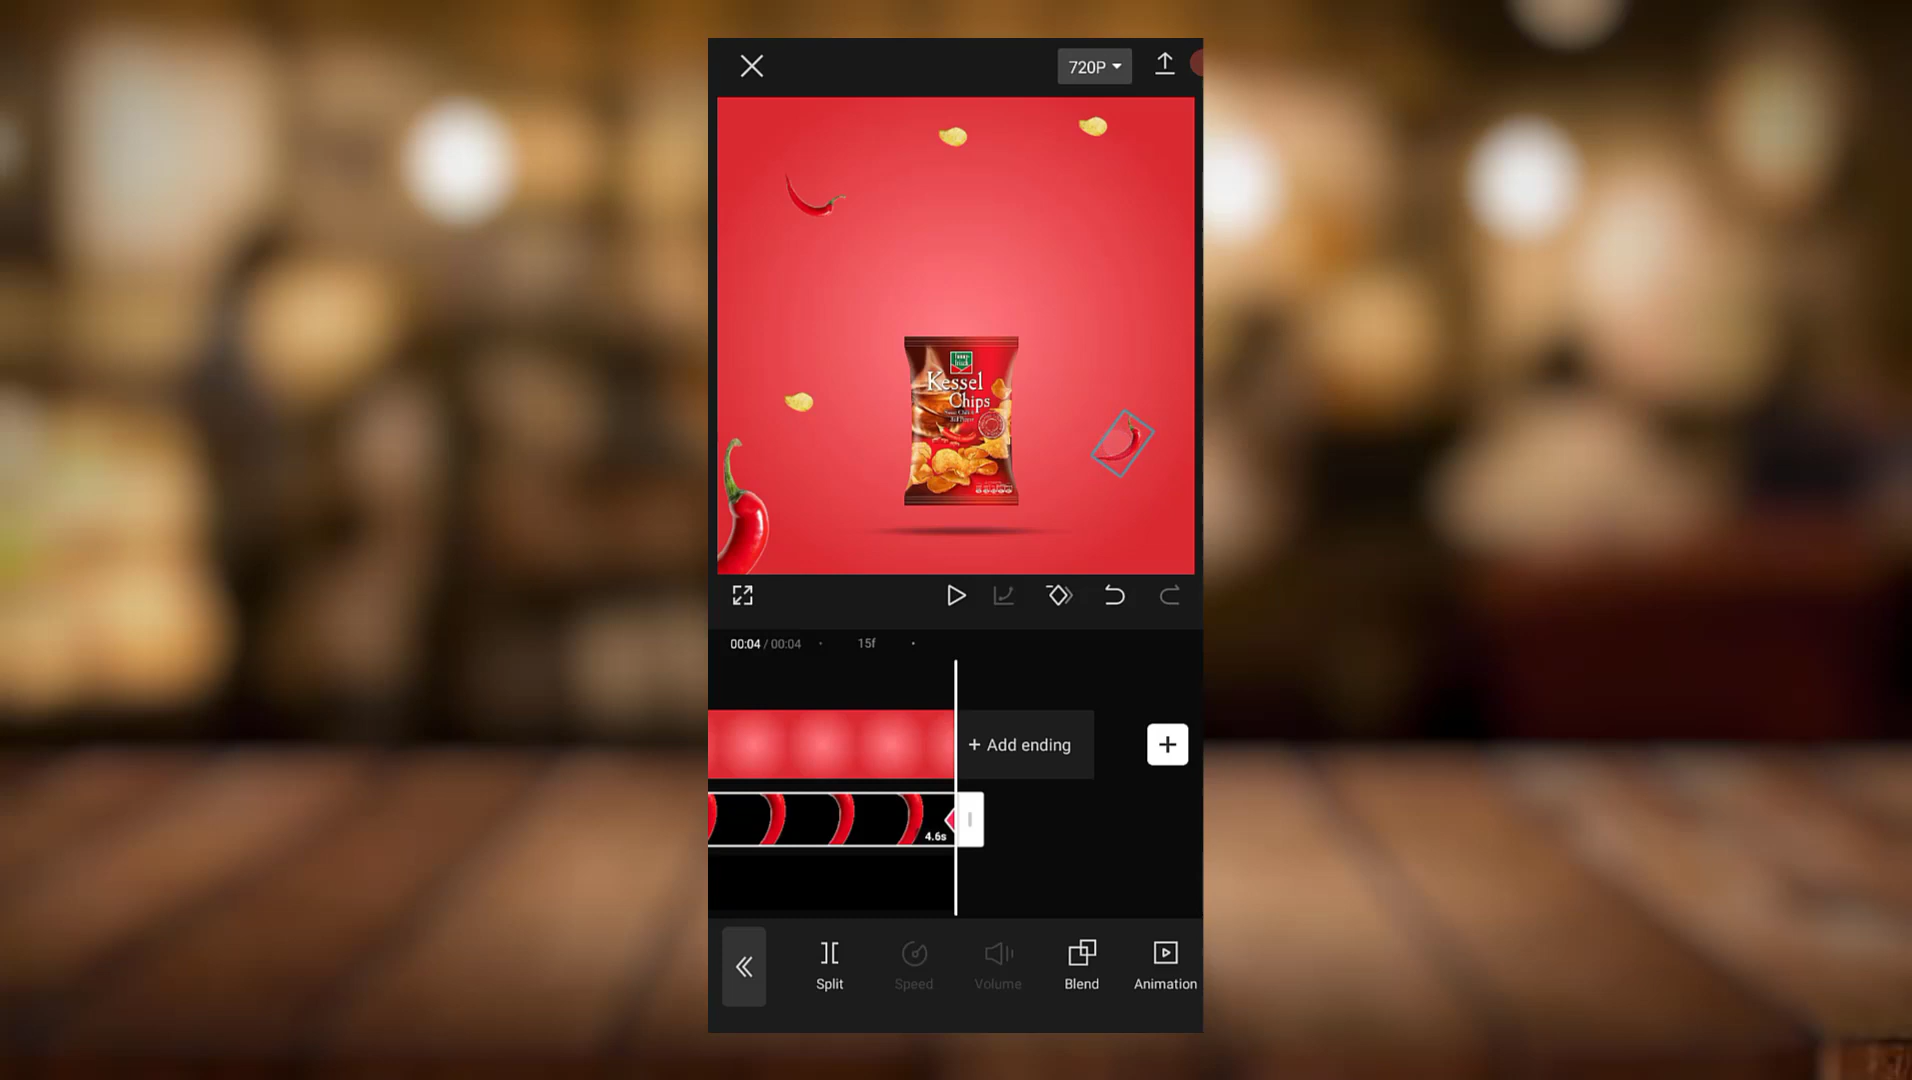 720P
Kessel
Chips
00:04 / 00:04
15f
+ Add ending
4.6s
Split
Speed
Volume
Blend
Animation